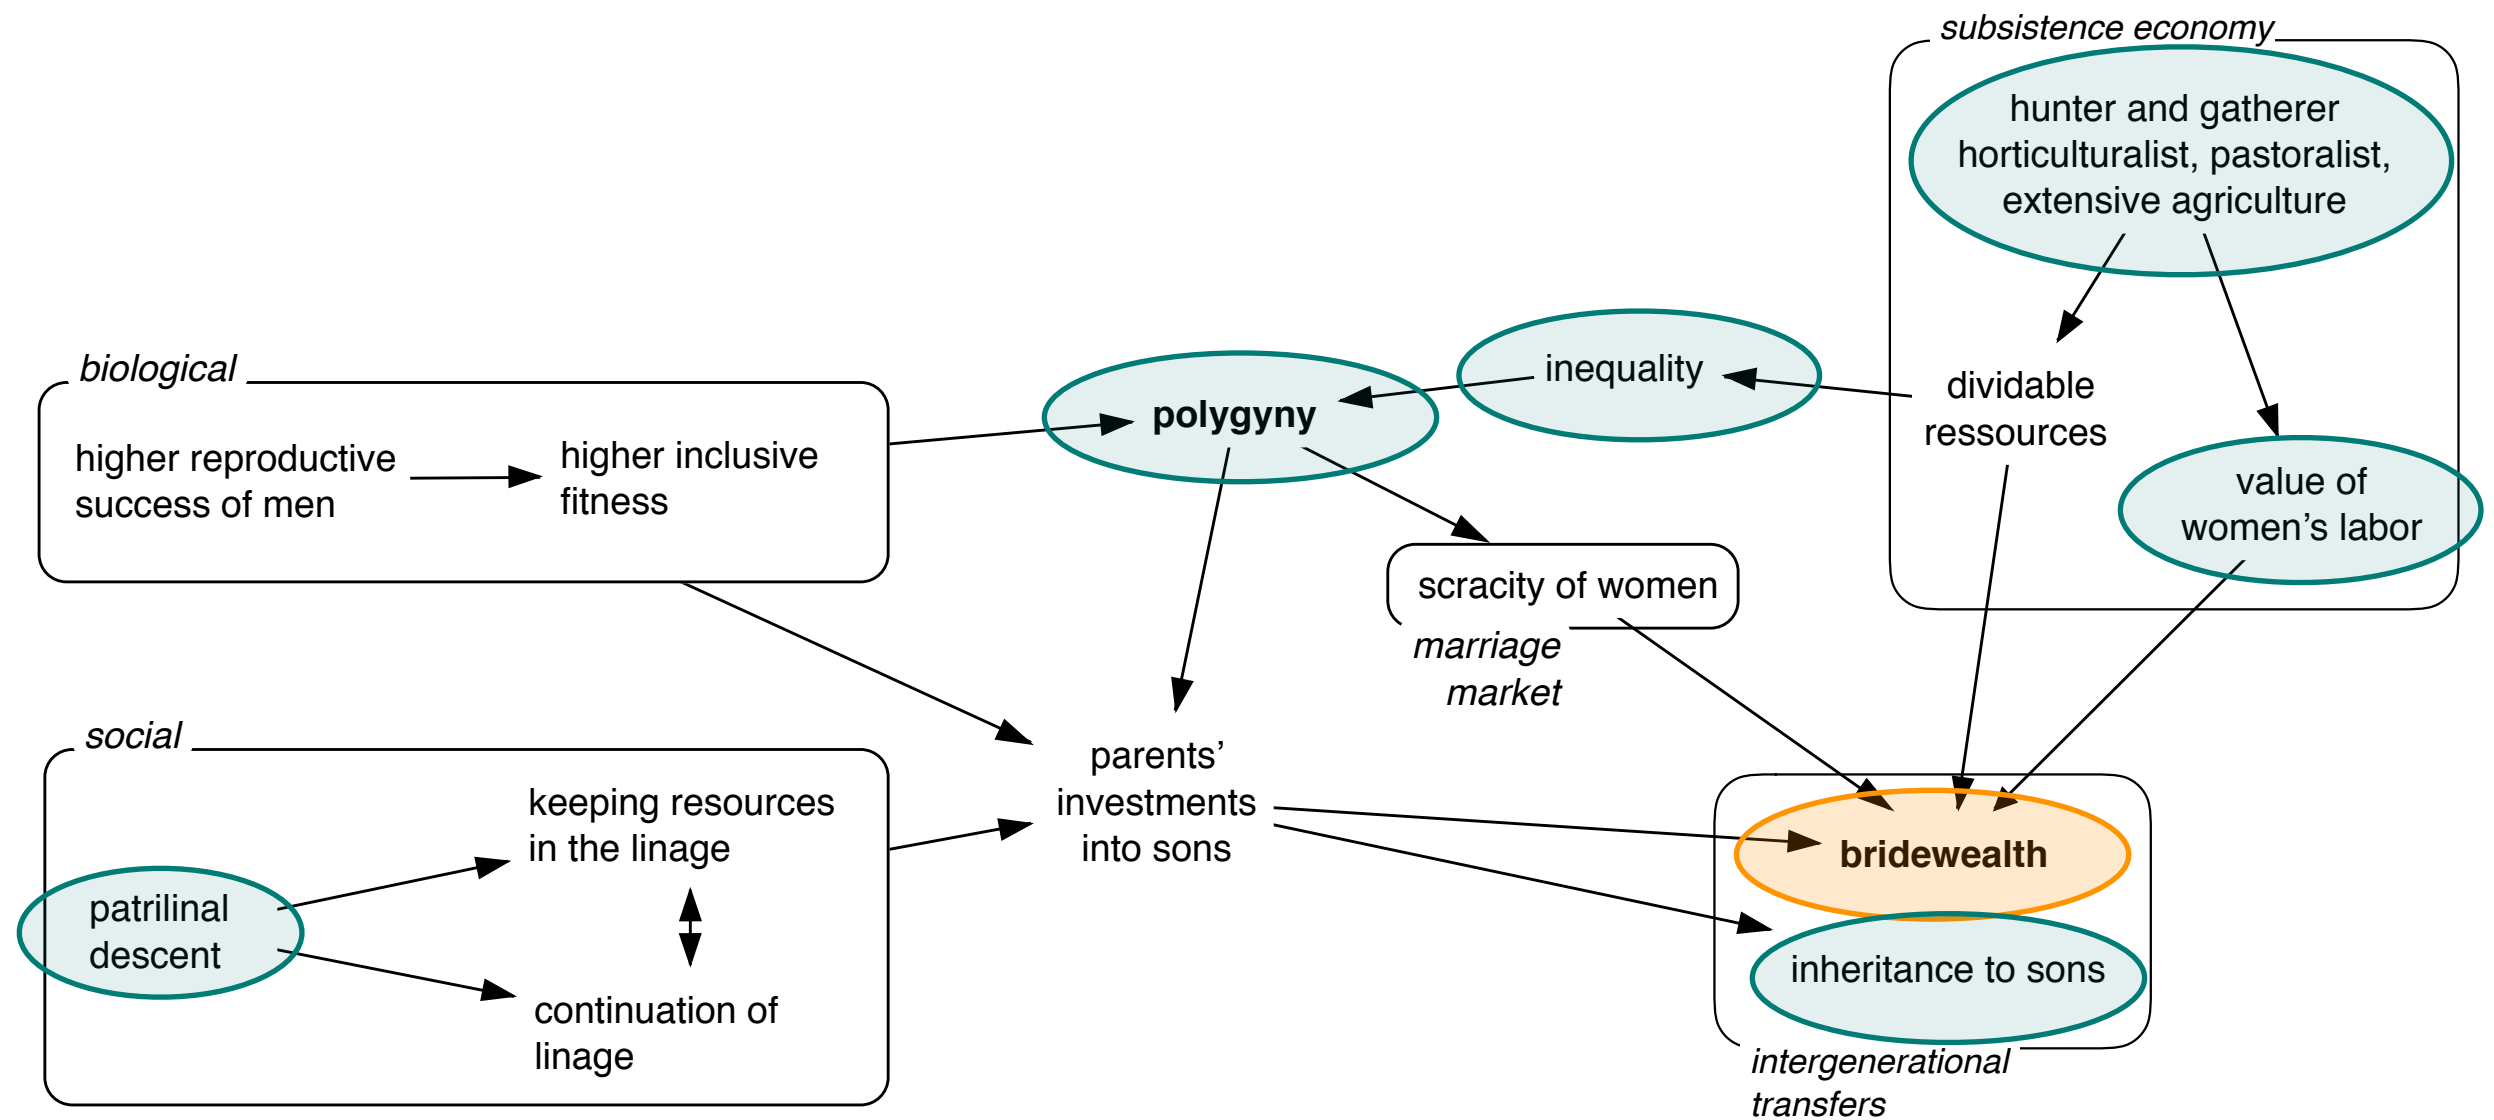 subsistence economy
hunter and gatherer
horticulturalist, pastoralist,
extensive agriculture
dividable
ressources
value of
women's labor
inequality
polygyny
biological
higher reproductive
success of men
higher inclusive
fitness
scracity of women
marriage
market
social
keeping resources
in the linage
patrilinal
descent
continuation of
linage
parents'
investments
into sons
bridewealth
inheritance to sons
intergenerational
transfers